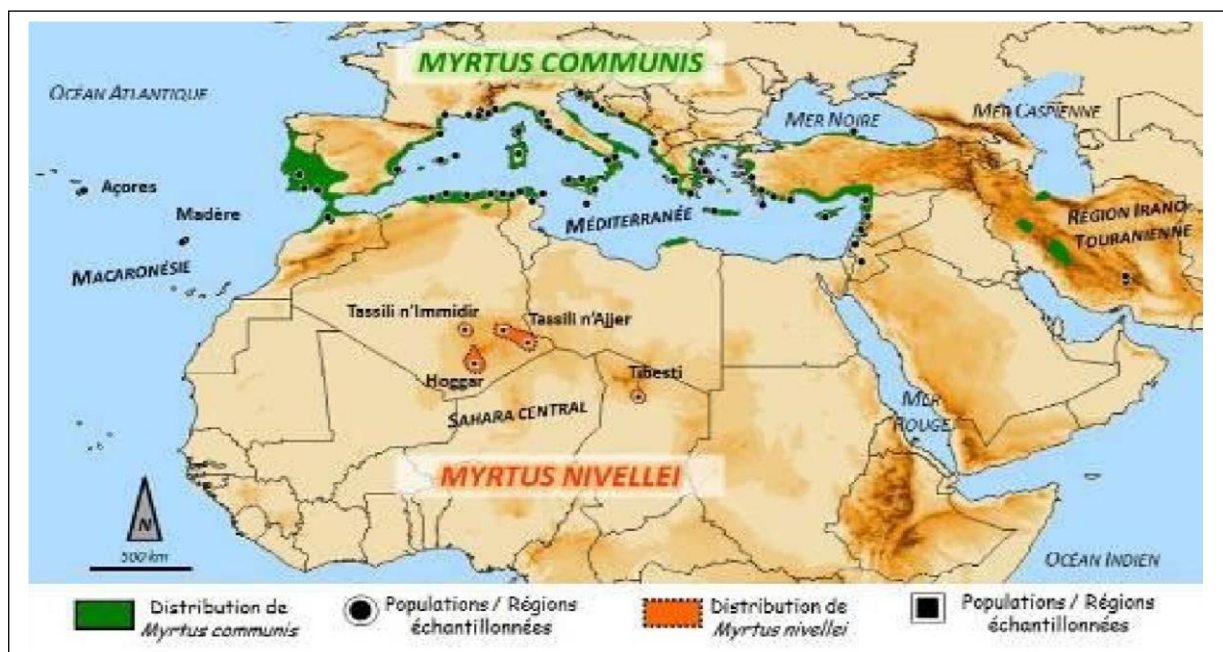 MYRTUS COMMUNIS
OCÉAN ATLANTIQUE
MER NOIRE
MER CASPIENNE
Açores
Madère
MÉDITERRANÉE
RÉGION IRANO-
TOURANIENNE
MACARONÉSIE
Tassili n'Immidir
Tassili n'Ajjer
Hoggar
Tibesti
SAHARA CENTRAL
MER
ROUGE
MYRTUS NIVELLEI
N
500 km
OCÉAN INDIEN
Distribution de
Myrtus communis
Populations / Régions
échantillonnées
Distribution de
Myrtus nivellei
Populations / Régions
échantillonnées